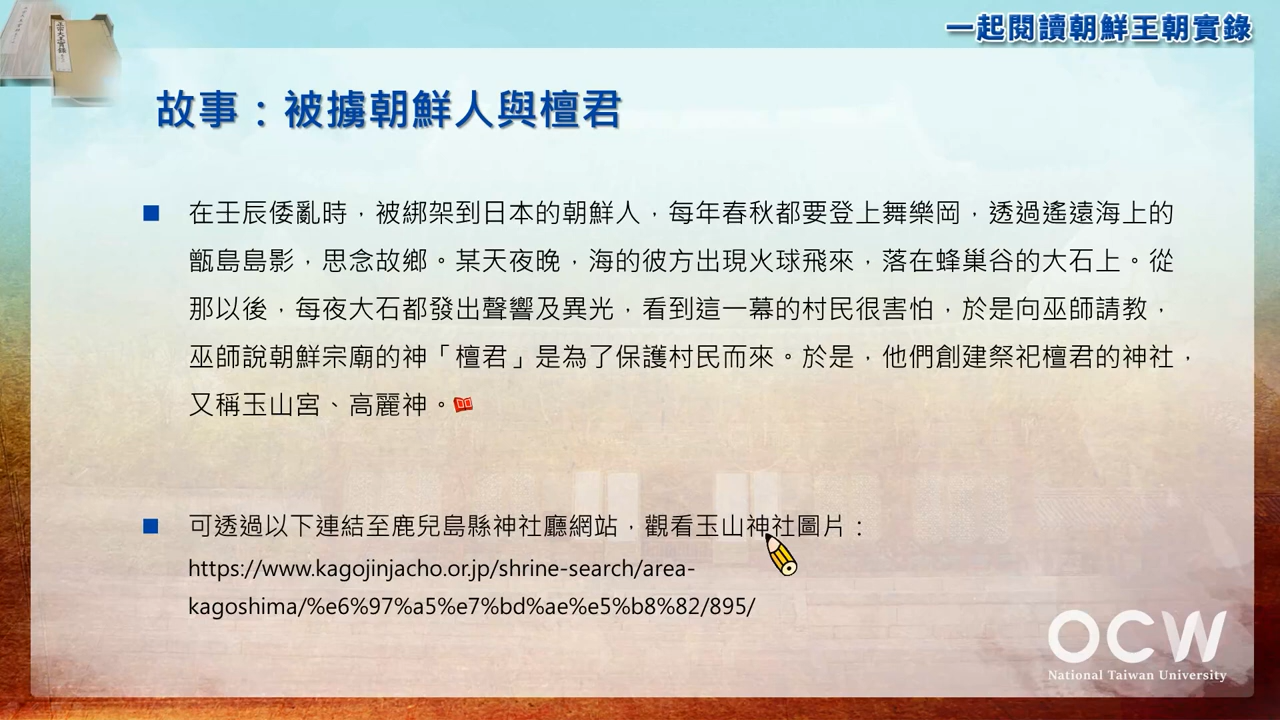 一起閱讀朝鮮王朝實錄
故事：被擄朝鮮人與檀君
在壬辰倭亂時，被綁架到日本的朝鮮人，每年春秋都要登上舞樂岡，透過遙遠海上的
甑島島影，思念故鄉。某天夜晚，海的彼方出現火球飛來，落在蜂巢谷的大石上。從
那以後，每夜大石都發出聲響及異光，看到這一幕的村民很害怕，於是向巫師請教，
巫師說朝鮮宗廟的神「檀君」是為了保護村民而來。於是，他們創建祭祀檀君的神社，
又稱玉山宮、高麗神。
可透過以下連結至鹿兒島縣神社廳網站，觀看玉山神社圖片：
https://www.kagojinjacho.or.jp/shrine-search/area-
kagoshima/%e6%97%a5%e7%bd%ae%e5%b8%82/895/
OCW
National Taiwan University